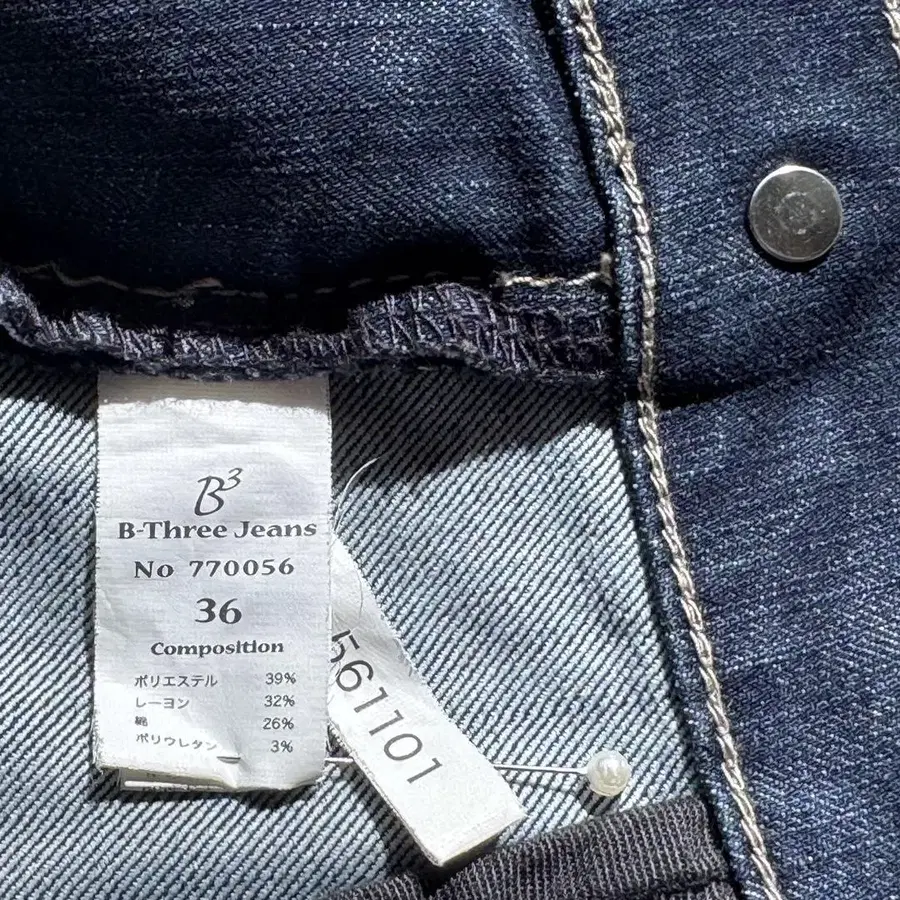 B³
B-Three Jeans
No 770056
36
Composition
ポリエステル 39%
レーヨン 32%
綿 26%
ポリウレタン 3%
561101